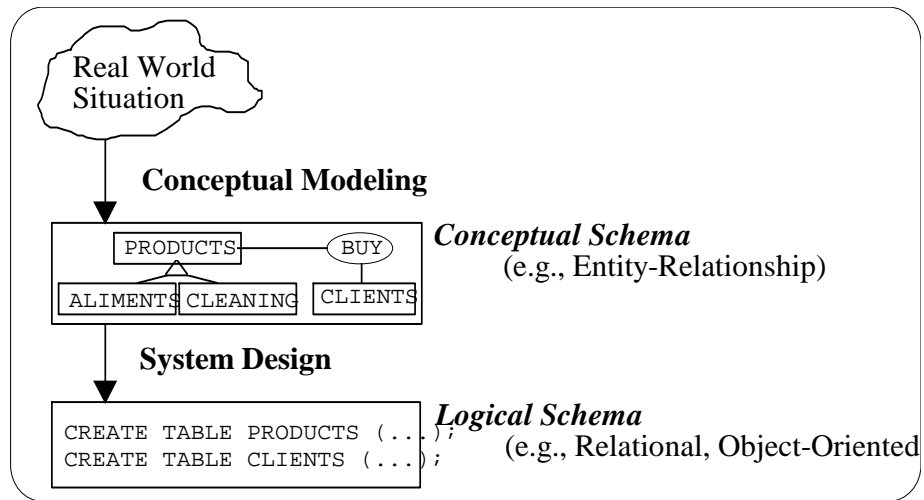 Real World
Situation
Conceptual Modeling
PRODUCTS
BUY
Conceptual Schema
(e.g., Entity-Relationship)
ALIMENTS
CLEANING
CLIENTS
System Design
Logical Schema
(e.g., Relational, Object-Oriented
CREATE TABLE PRODUCTS (...);
CREATE TABLE CLIENTS (...);